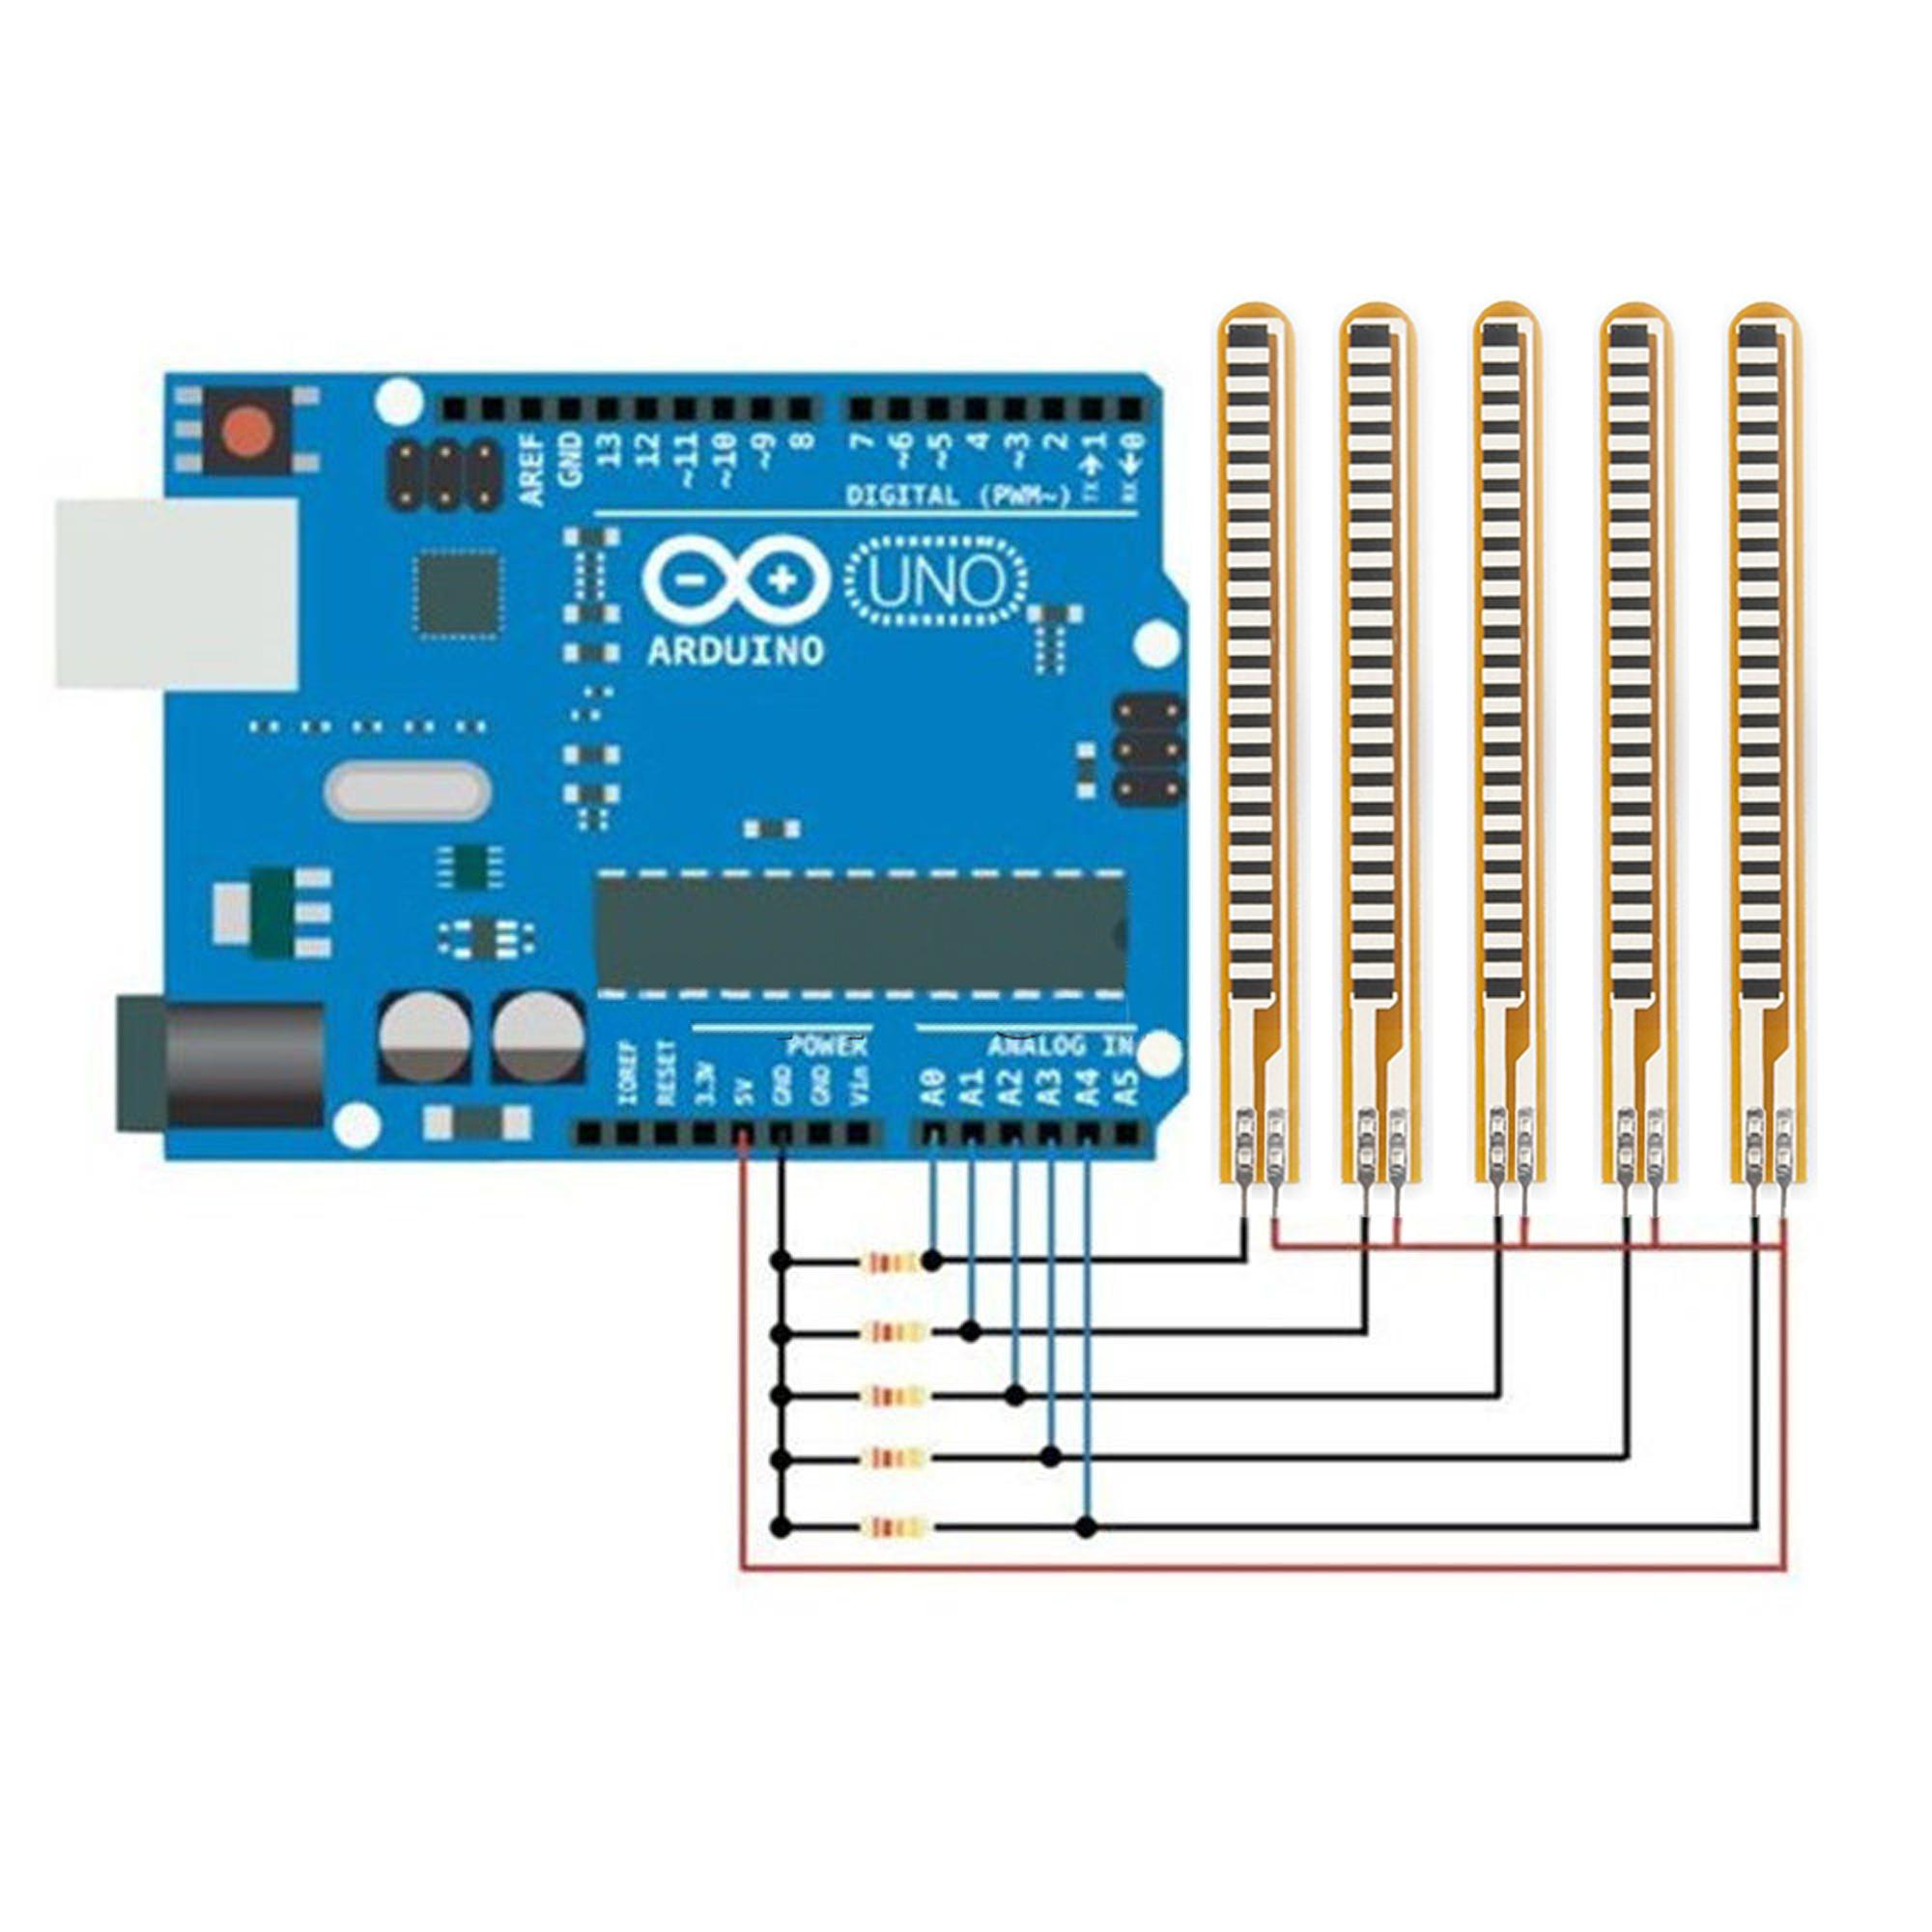 AREF
GND
13
12
~11
~10
~9
8
7
~6
~5
4
~3
2
TX→1
RX←0
DIGITAL (PWM~)
UNO
ARDUINO
POWER
ANALOG IN
IOREF
RESET
3.3V
5V
GND
GND
Vin
A0
A1
A2
A3
A4
A5